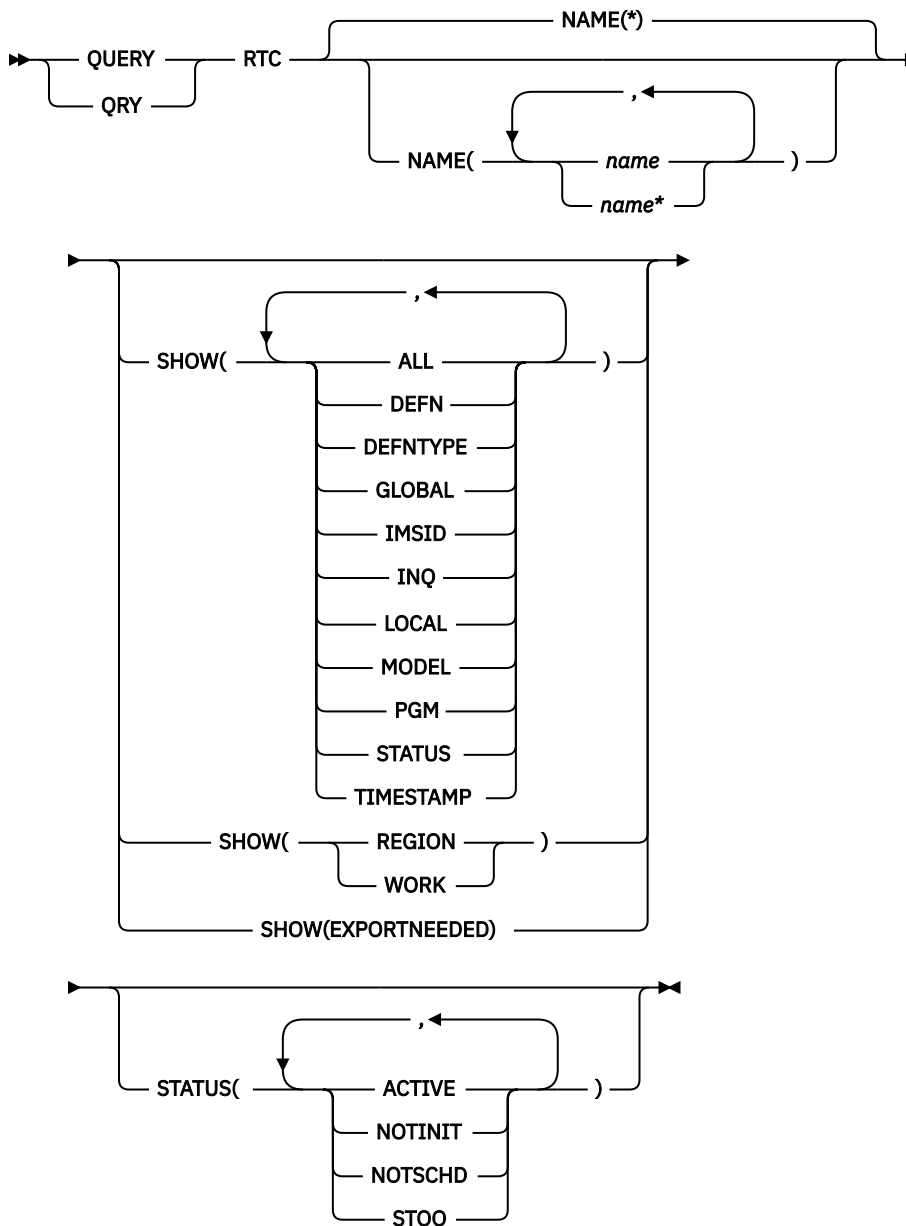 NAME(*)
QUERY RTC
QRY
,
NAME( name )
name*
,
SHOW( ALL )
DEFN
DEFNTYPE
GLOBAL
IMSID
INQ
LOCAL
MODEL
PGM
STATUS
TIMESTAMP
SHOW( REGION )
WORK
SHOW(EXPORTNEEDED)
,
STATUS( ACTIVE )
NOTINIT
NOTSCHD